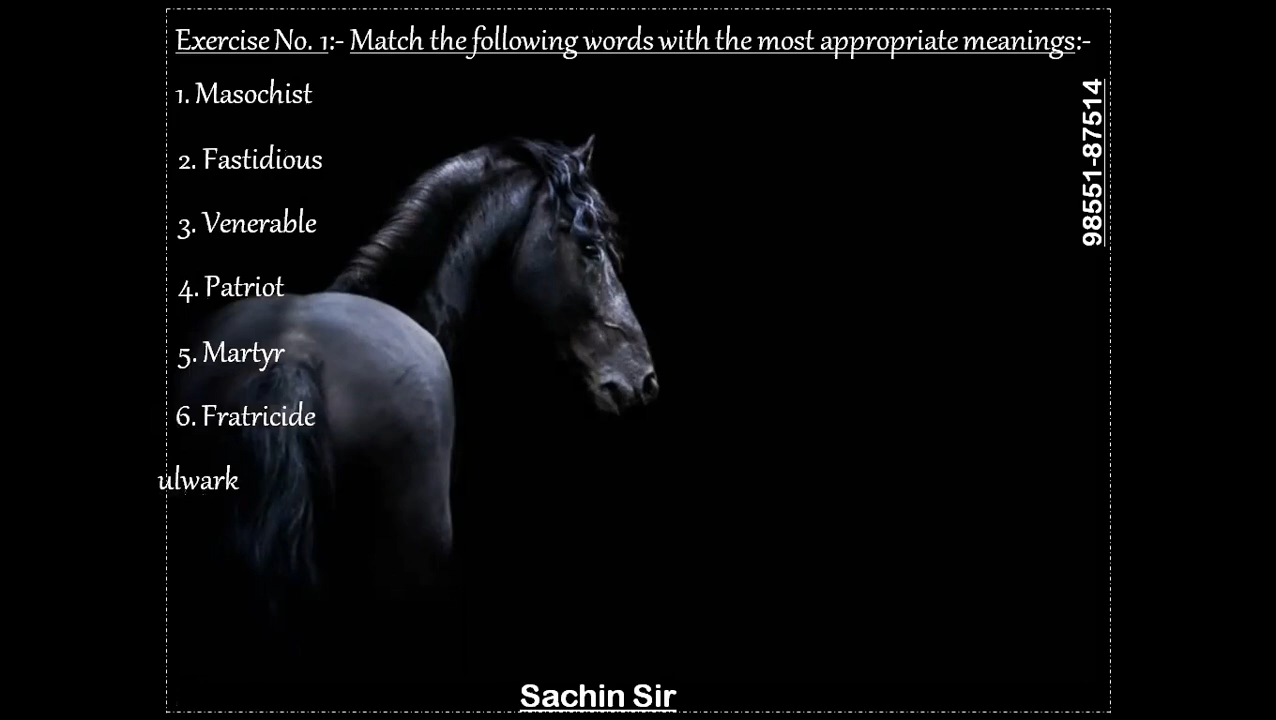 Exercise No. 1:- Match the following words with the most appropriate meanings:-
98551-87514
1. Masochist
2. Fastidious
3. Venerable
4. Patriot
5. Martyr
6. Fratricide
ulwark
Sachin Sir